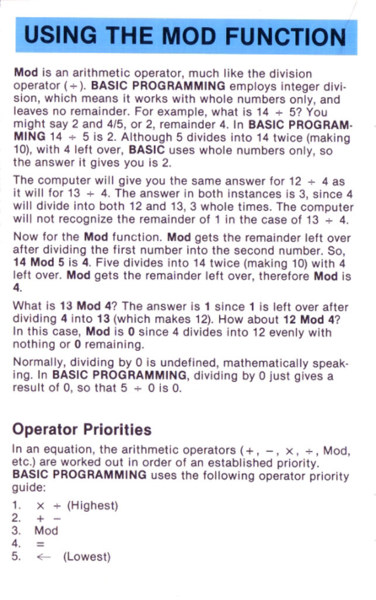 USING THE MOD FUNCTION
Mod is an arithmetic operator, much like the division
operator (÷). BASIC PROGRAMMING employs integer divi-
sion, which means it works with whole numbers only, and
leaves no remainder. For example, what is 14 ÷ 5? You
might say 2 and 4/5, or 2, remainder 4. In BASIC PROGRAM-
MING 14 ÷ 5 is 2. Although 5 divides into 14 twice (making
10), with 4 left over, BASIC uses whole numbers only, so
the answer it gives you is 2.
The computer will give you the same answer for 12 ÷ 4 as
it will for 13 ÷ 4. The answer in both instances is 3, since 4
will divide into both 12 and 13, 3 whole times. The computer
will not recognize the remainder of 1 in the case of 13 ÷ 4.
Now for the Mod function. Mod gets the remainder left over
after dividing the first number into the second number. So,
14 Mod 5 is 4. Five divides into 14 twice (making 10) with 4
left over. Mod gets the remainder left over, therefore Mod is
4.
What is 13 Mod 4? The answer is 1 since 1 is left over after
dividing 4 into 13 (which makes 12). How about 12 Mod 4?
In this case, Mod is 0 since 4 divides into 12 evenly with
nothing or 0 remaining.
Normally, dividing by 0 is undefined, mathematically speak-
ing. In BASIC PROGRAMMING, dividing by 0 just gives a
result of 0, so that 5 ÷ 0 is 0.
Operator Priorities
In an equation, the arithmetic operators (+, −, ×, ÷, Mod,
etc.) are worked out in order of an established priority.
BASIC PROGRAMMING uses the following operator priority
guide:
1. × ÷ (Highest)
2. + −
3. Mod
4. =
5. ← (Lowest)